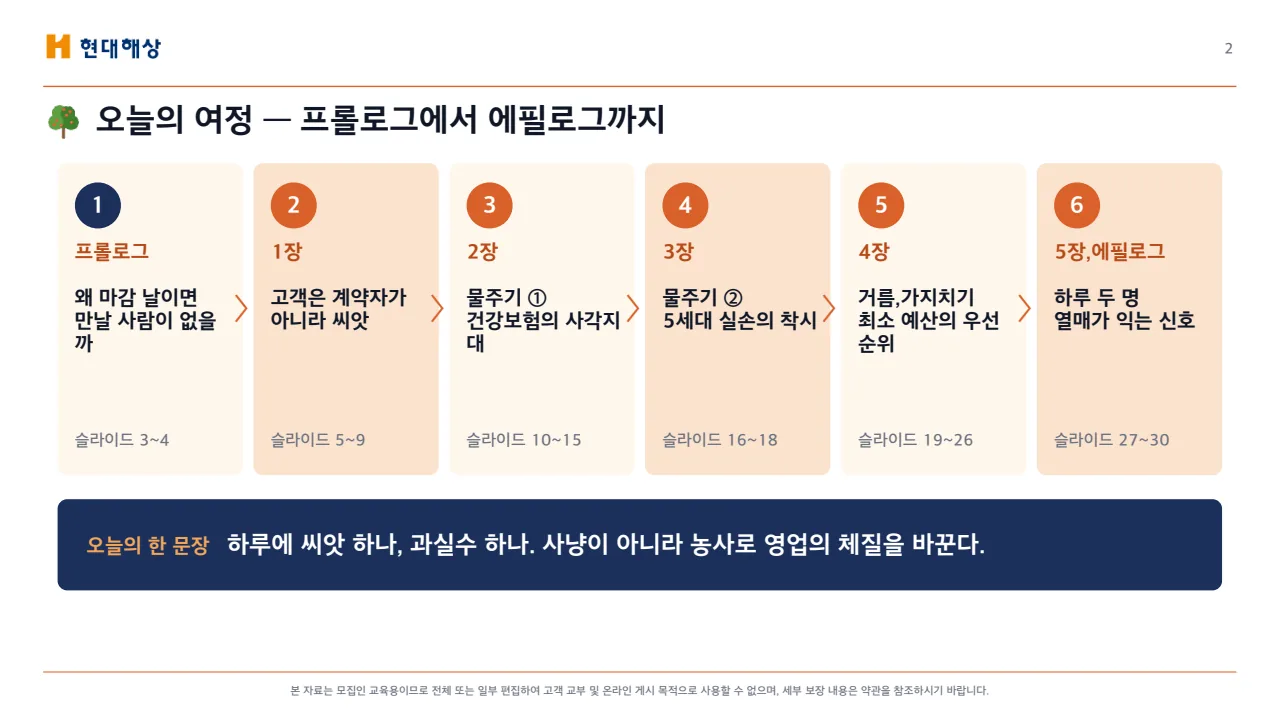 현대해상
2
오늘의 여정 — 프롤로그에서 에필로그까지
1
프롤로그
왜 마감 날이면
만날 사람이 없을
까
슬라이드 3~4
2
1장
고객은 계약자가
아니라 씨앗
슬라이드 5~9
3
2장
물주기 ①
건강보험의 사각지
대
슬라이드 10~15
4
3장
물주기 ②
5세대 실손의 착시
슬라이드 16~18
5
4장
거름,가지치기
최소 예산의 우선
순위
슬라이드 19~26
6
5장,에필로그
하루 두 명
열매가 익는 신호
슬라이드 27~30
오늘의 한 문장 하루에 씨앗 하나, 과실수 하나. 사냥이 아니라 농사로 영업의 체질을 바꾼다.
본 자료는 모집인 교육용이므로 전체 또는 일부 편집하여 고객 교부 및 온라인 게시 목적으로 사용할 수 없으며, 세부 보장 내용은 약관을 참조하시기 바랍니다.